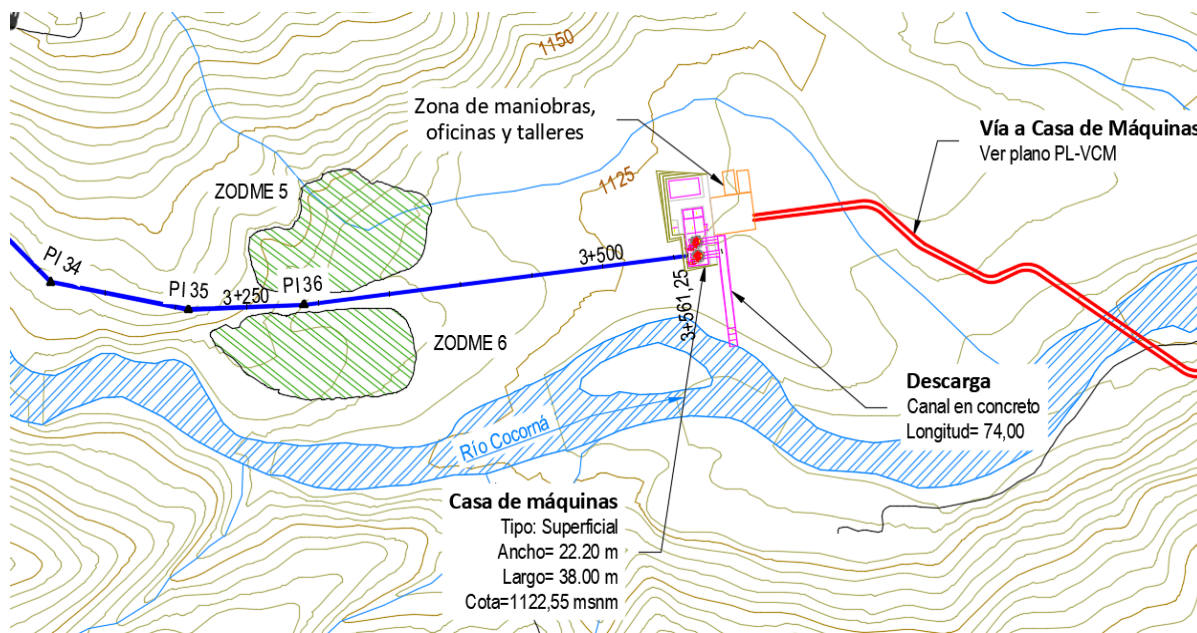 1150
Zona de maniobras,
oficinas y talleres
Vía a Casa de Máquinas
Ver plano PL-VCM
ZODME 5
1125
3+500
PI 34
PI 35
3+250
PI 36
3+561,25
ZODME 6
Descarga
Canal en concreto
Longitud= 74,00
Río Cocorná
Casa de máquinas
Tipo: Superficial
Ancho= 22.20 m
Largo= 38.00 m
Cota=1122,55 msnm